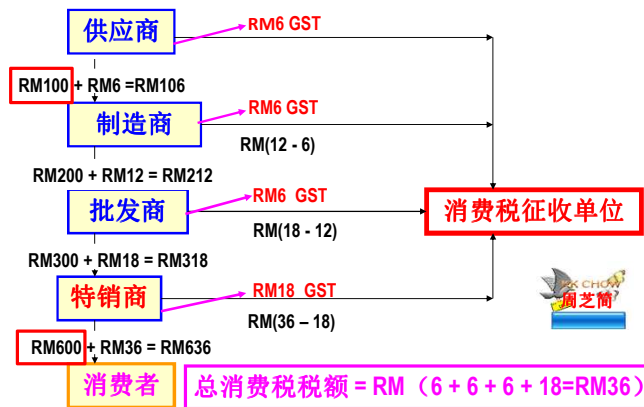 供应商
RM6 GST
RM100 + RM6 =RM106
制造商
RM6 GST
RM(12 - 6)
RM200 + RM12 = RM212
批发商
RM6 GST
RM(18 - 12)
消费税征收单位
RM300 + RM18 = RM318
特销商
RM18 GST
RM(36 – 18)
K CHOW
周芝简
RM600 + RM36 = RM636
消费者
总消费税税额 = RM（6 + 6 + 6 + 18=RM36）